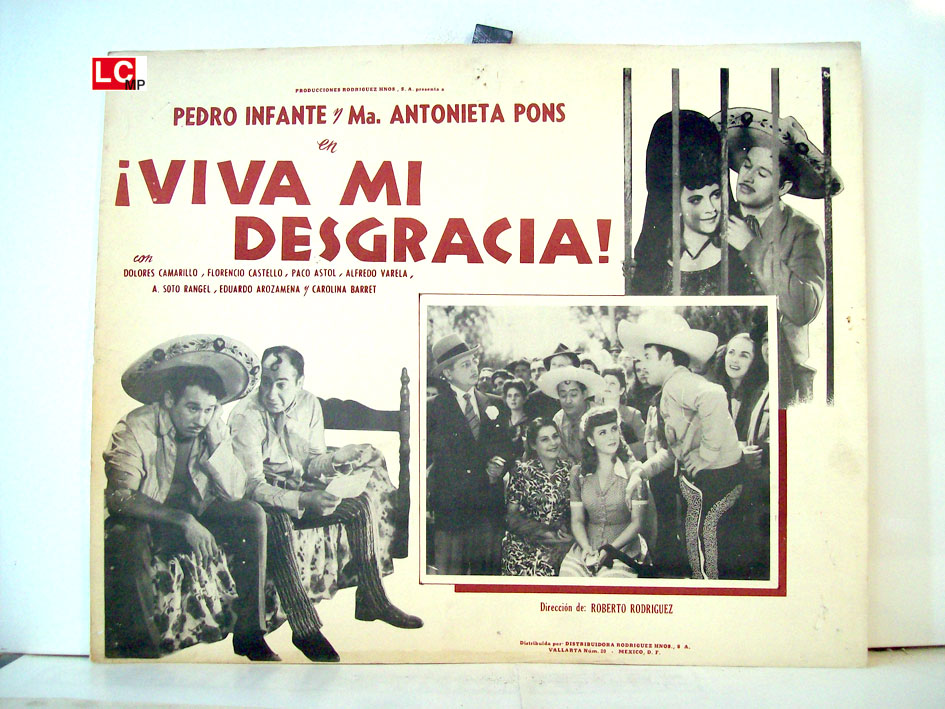 LC
MP
PRODUCCIONES RODRIGUEZ HNOS., S. A. presenta a
PEDRO INFANTE y Ma. ANTONIETA PONS
en
¡VIVA MI
DESGRACIA!
con
DOLORES CAMARILLO, FLORENCIO CASTELLO, PACO ASTOL, ALFREDO VARELA,
A. SOTO RANGEL, EDUARDO AROZAMENA y CAROLINA BARRET
Dirección de: ROBERTO RODRIGUEZ
Distribuida por: DISTRIBUIDORA RODRIGUEZ HNOS., S A.
VALLARTA Núm. 20 - MEXICO, D. F.